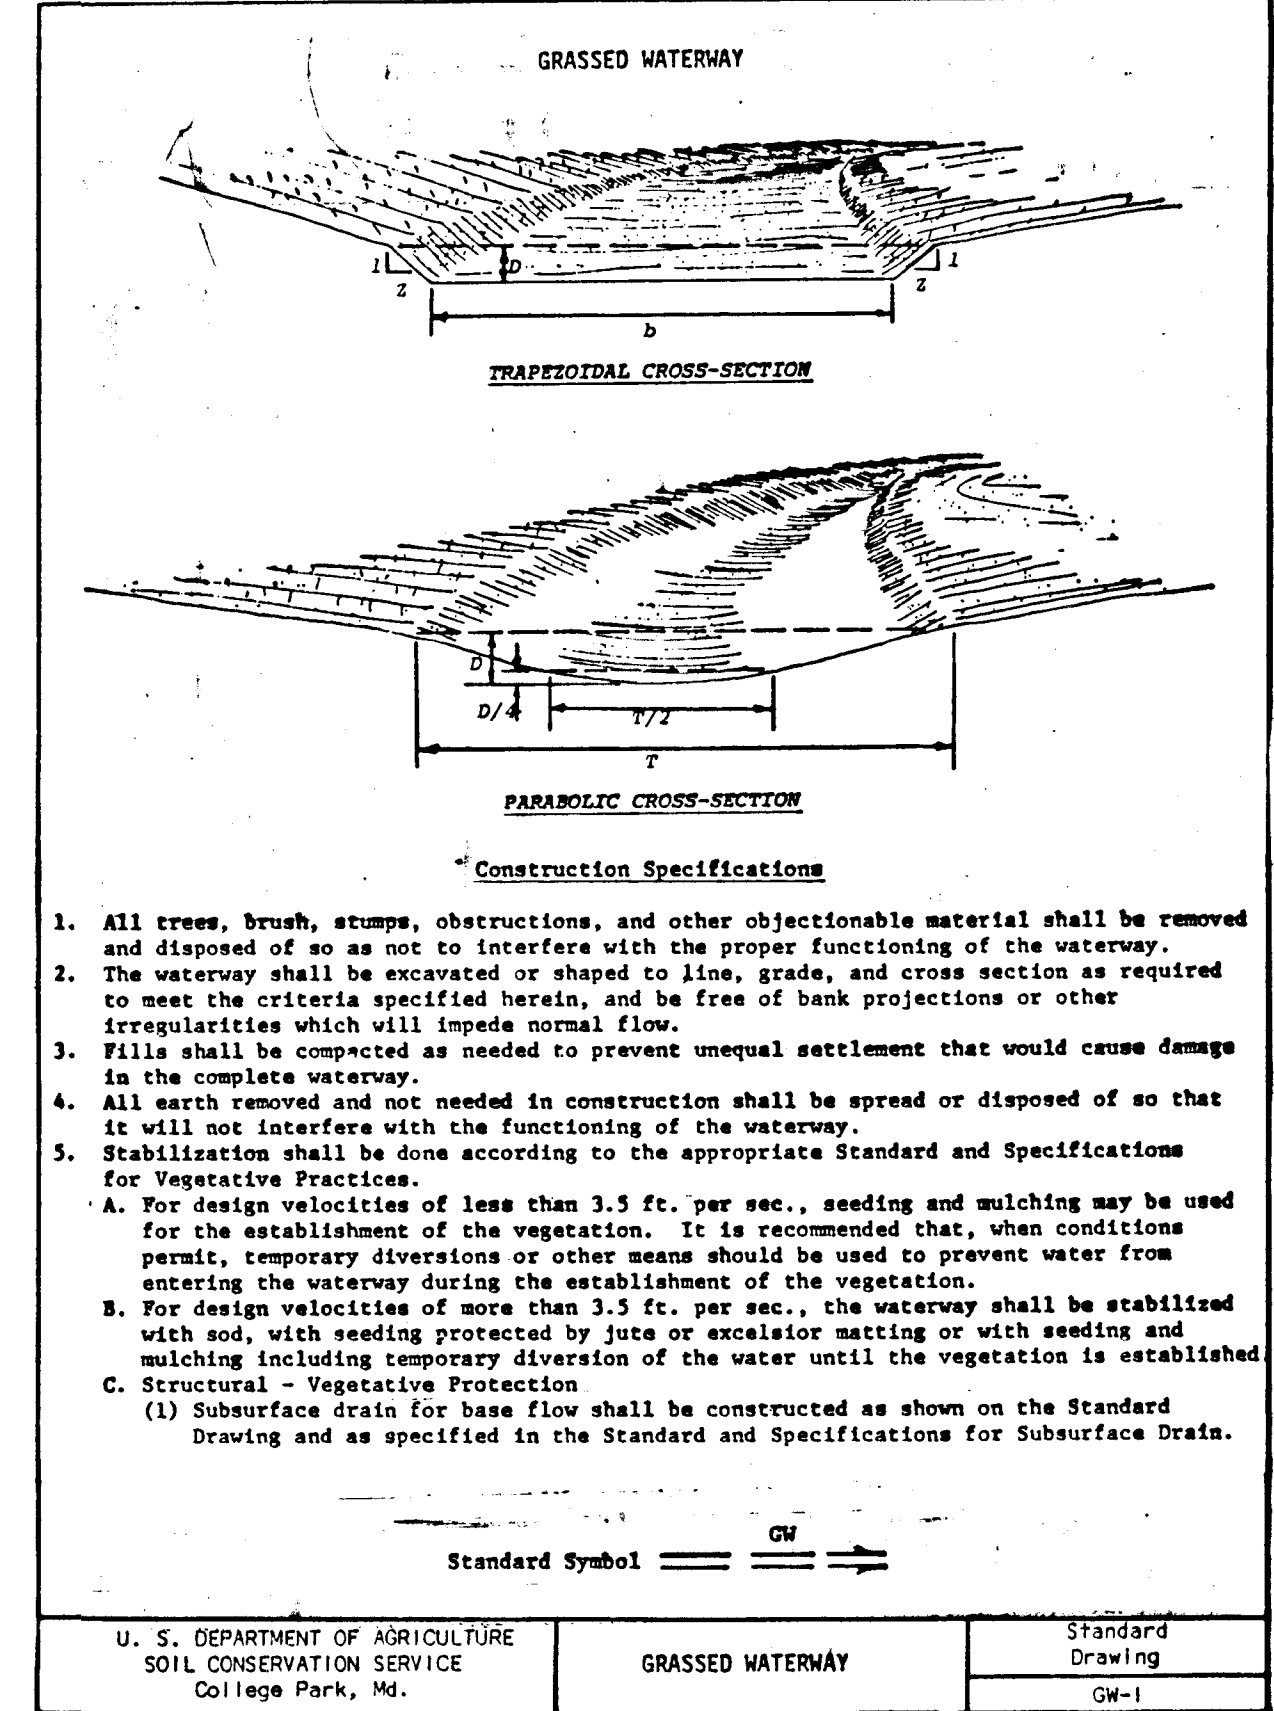 GRASSED WATERWAY
1
Z
D
1
Z
b
TRAPEZOIDAL CROSS-SECTION
D
D/4
T/2
T
PARABOLIC CROSS-SECTION
Construction Specifications
1. All trees, brush, stumps, obstructions, and other objectionable material shall be removed
and disposed of so as not to interfere with the proper functioning of the waterway.
2. The waterway shall be excavated or shaped to line, grade, and cross section as required
to meet the criteria specified herein, and be free of bank projections or other
irregularities which will impede normal flow.
3. Fills shall be compacted as needed to prevent unequal settlement that would cause damage
in the complete waterway.
4. All earth removed and not needed in construction shall be spread or disposed of so that
it will not interfere with the functioning of the waterway.
5. Stabilization shall be done according to the appropriate Standard and Specifications
for Vegetative Practices.
A. For design velocities of less than 3.5 ft. per sec., seeding and mulching may be used
for the establishment of the vegetation. It is recommended that, when conditions
permit, temporary diversions or other means should be used to prevent water from
entering the waterway during the establishment of the vegetation.
B. For design velocities of more than 3.5 ft. per sec., the waterway shall be stabilized
with sod, with seeding protected by jute or excelsior matting or with seeding and
mulching including temporary diversion of the water until the vegetation is established
C. Structural - Vegetative Protection
(1) Subsurface drain for base flow shall be constructed as shown on the Standard
Drawing and as specified in the Standard and Specifications for Subsurface Drain.
GW
Standard Symbol
U. S. DEPARTMENT OF AGRICULTURE
SOIL CONSERVATION SERVICE
College Park, Md.
GRASSED WATERWAY
Standard
Drawing
GW-1